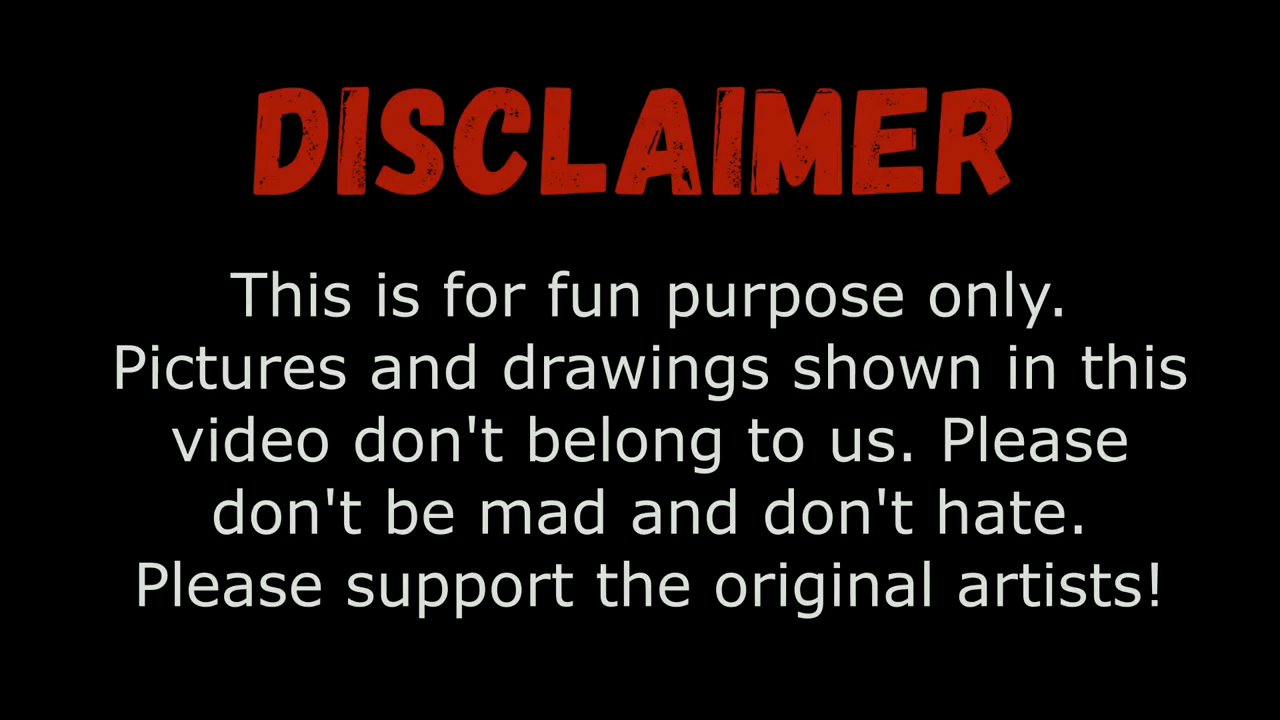 DISCLAIMER
This is for fun purpose only.
Pictures and drawings shown in this
video don't belong to us. Please
don't be mad and don't hate.
Please support the original artists!